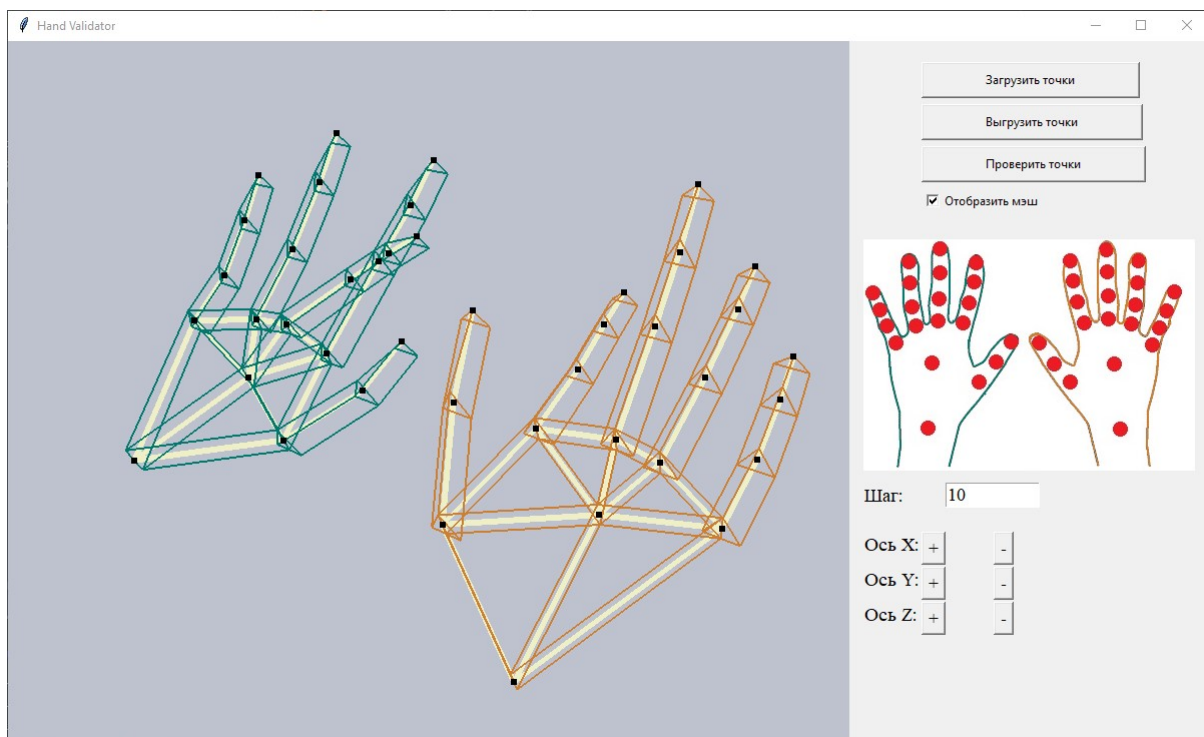 Hand Validator
Загрузить точки
Выгрузить точки
Проверить точки
Отобразить мэш
Шаг: 10
Ось X: + -
Ось Y: + -
Ось Z: + -